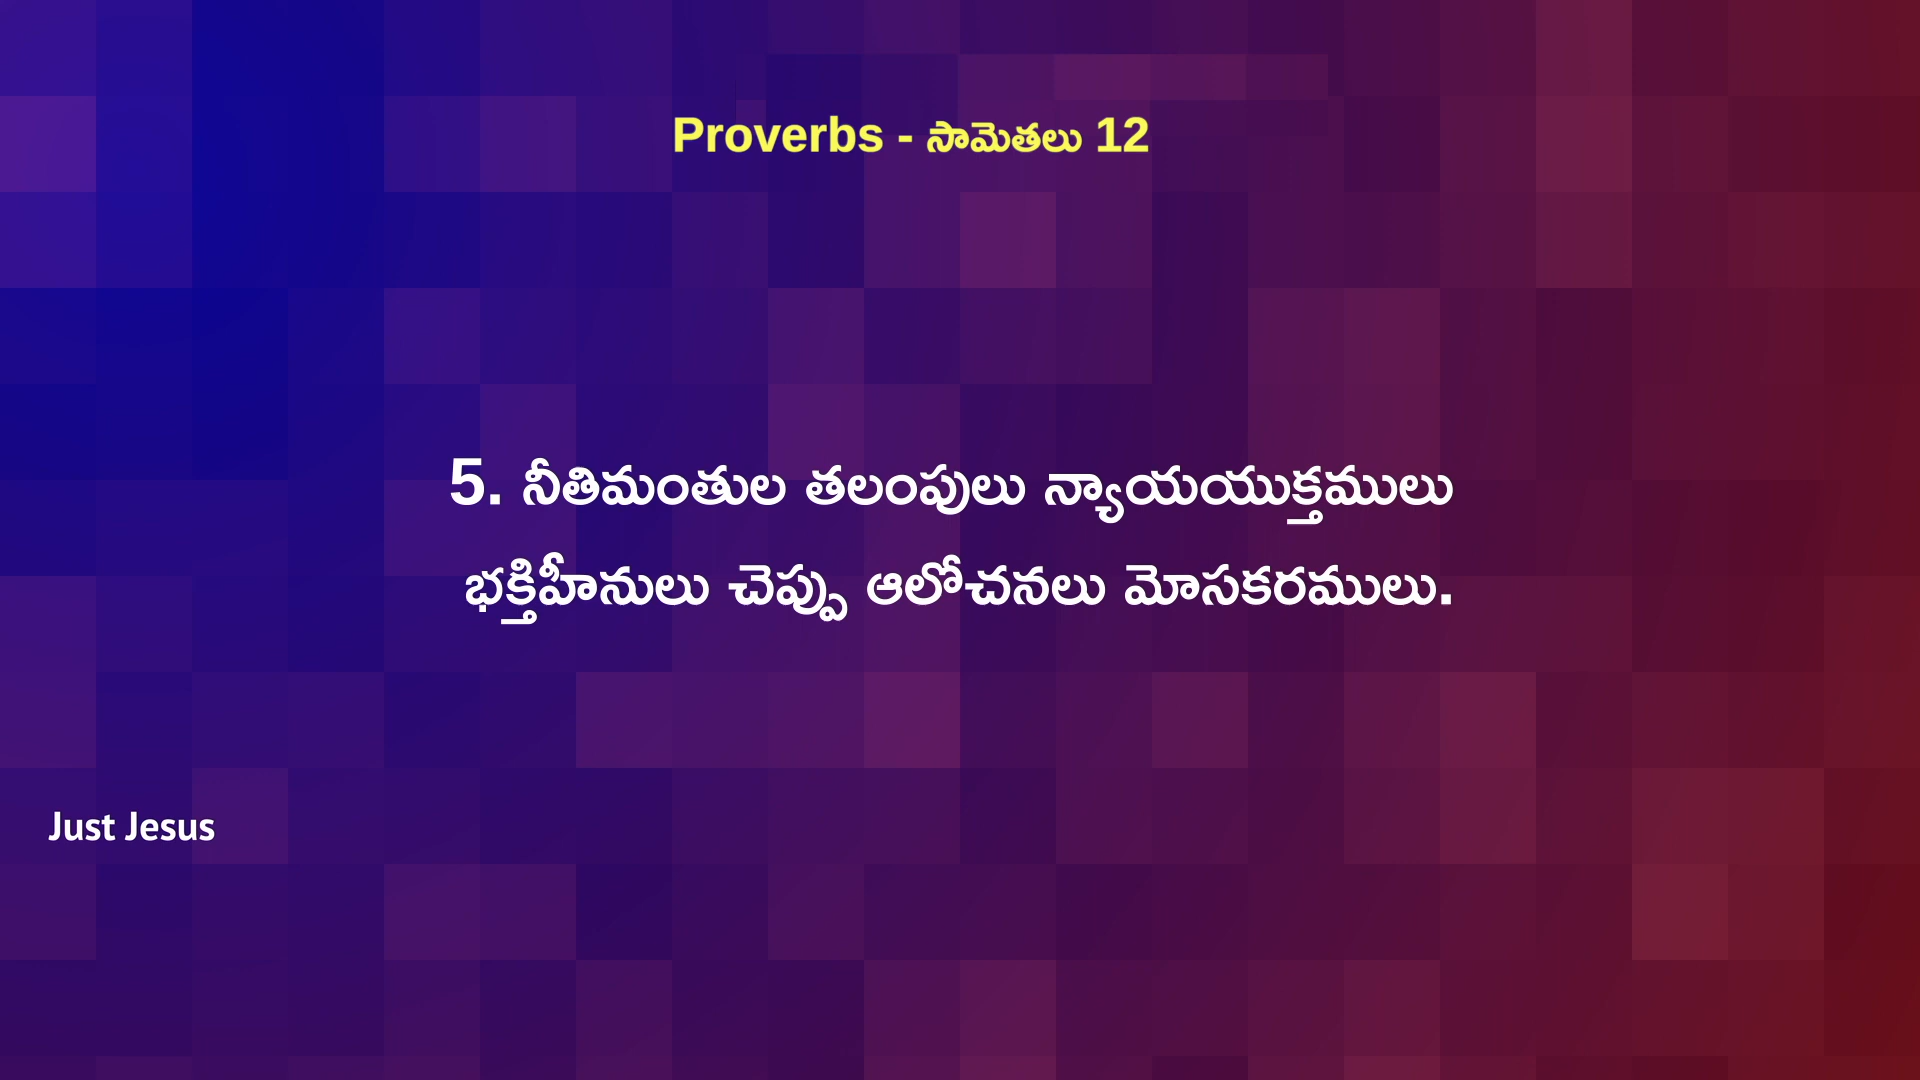 Proverbs - సామెతలు 12
5. నీతిమంతుల తలంపులు న్యాయయుక్తములు
భక్తిహీనులు చెప్పు ఆలోచనలు మోసకరములు.
Just Jesus